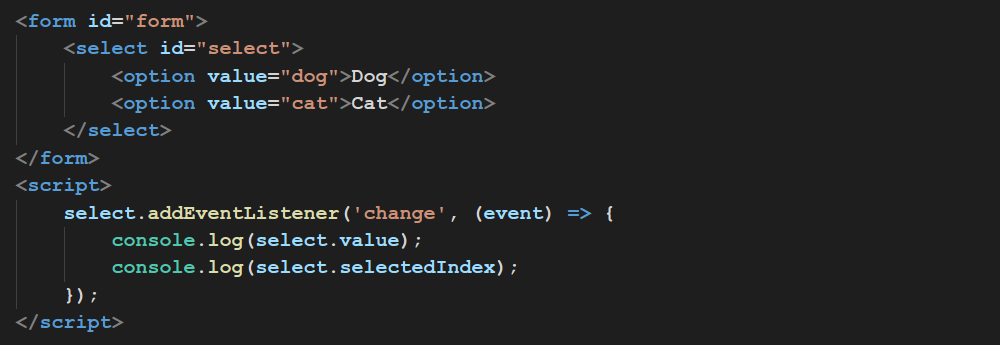 <form id="form">
    <select id="select">
        <option value="dog">Dog</option>
        <option value="cat">Cat</option>
    </select>
</form>
<script>
    select.addEventListener('change', (event) => {
        console.log(select.value);
        console.log(select.selectedIndex);
    });
</script>